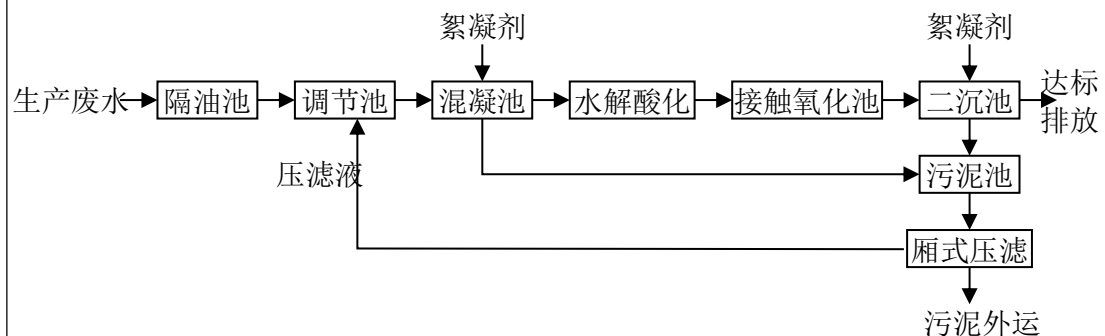 絮凝剂
絮凝剂
生产废水
隔油池
调节池
混凝池
水解酸化
接触氧化池
二沉池
达标
排放
压滤液
污泥池
厢式压滤
污泥外运